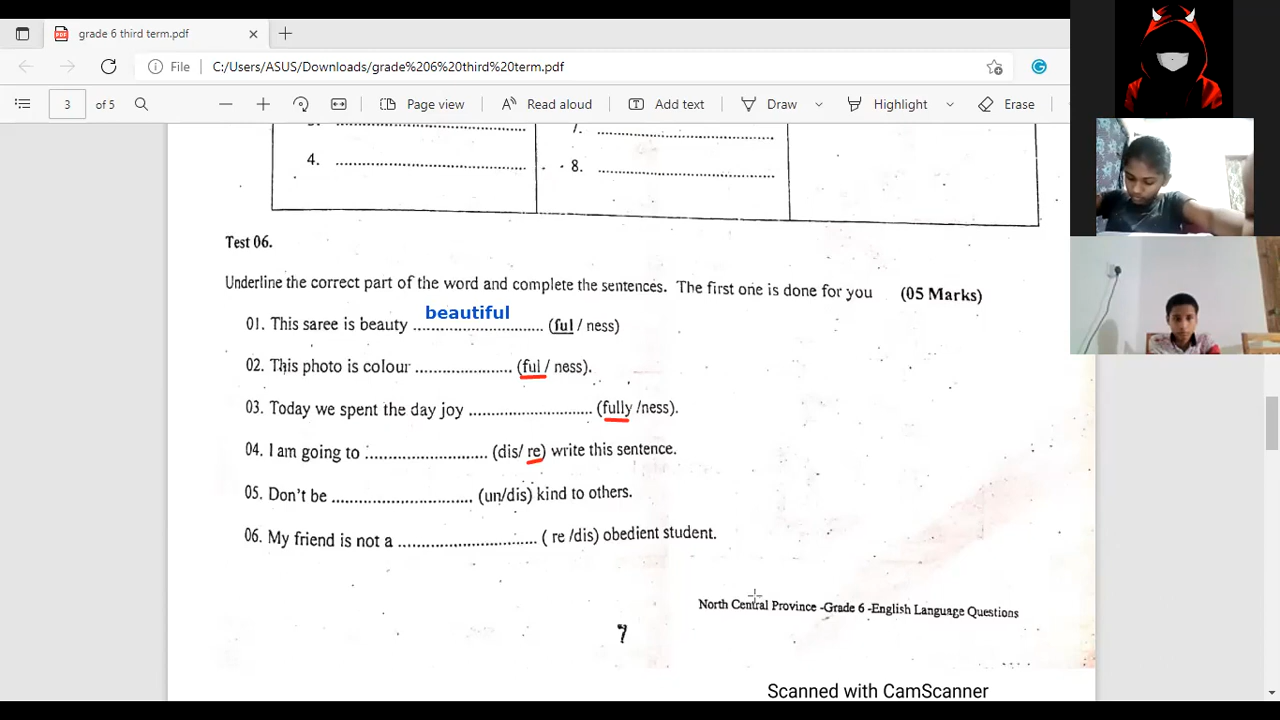 grade 6 third term.pdf
File C:/Users/ASUS/Downloads/grade%206%20third%20term.pdf
3 of 5 Page view Read aloud Add text Draw Highlight Erase
7.
4. ........................................ 8. ........................................
Test 06.
Underline the correct part of the word and complete the sentences. The first one is done for you (05 Marks)
beautiful
01. This saree is beauty ............................ (ful / ness)
02. This photo is colour ..................... (ful / ness).
03. Today we spent the day joy ........................... (fully /ness).
04. I am going to .......................... (dis/ re) write this sentence.
05. Don't be .............................. (un/dis) kind to others.
06. My friend is not a .............................. ( re /dis) obedient student.
North Central Province -Grade 6 -English Language Questions
7
Scanned with CamScanner